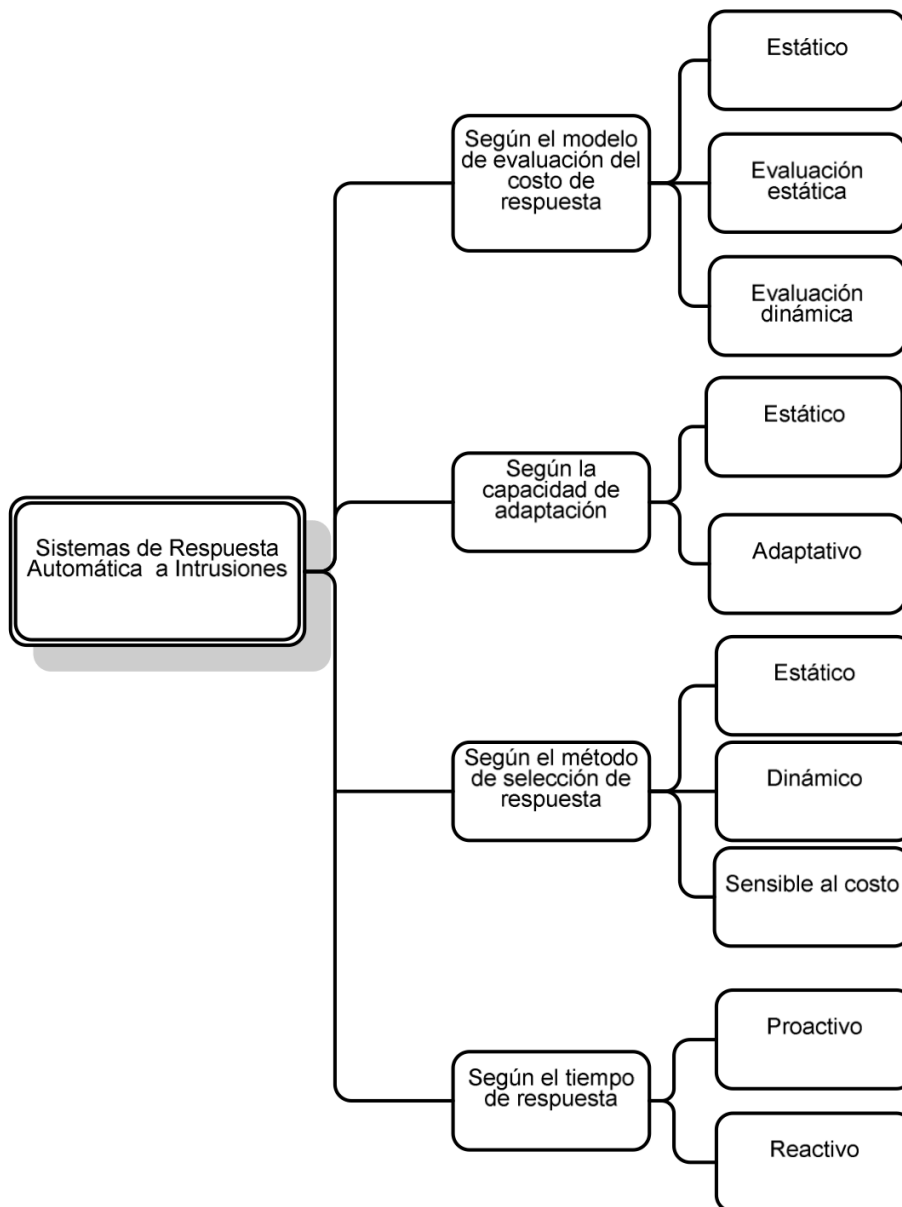 Sistemas de Respuesta
Automática a Intrusiones
Según el modelo
de evaluación del
costo de
respuesta
Estático
Evaluación
estática
Evaluación
dinámica
Según la
capacidad de
adaptación
Estático
Adaptativo
Según el método
de selección de
respuesta
Estático
Dinámico
Sensible al costo
Según el tiempo
de respuesta
Proactivo
Reactivo